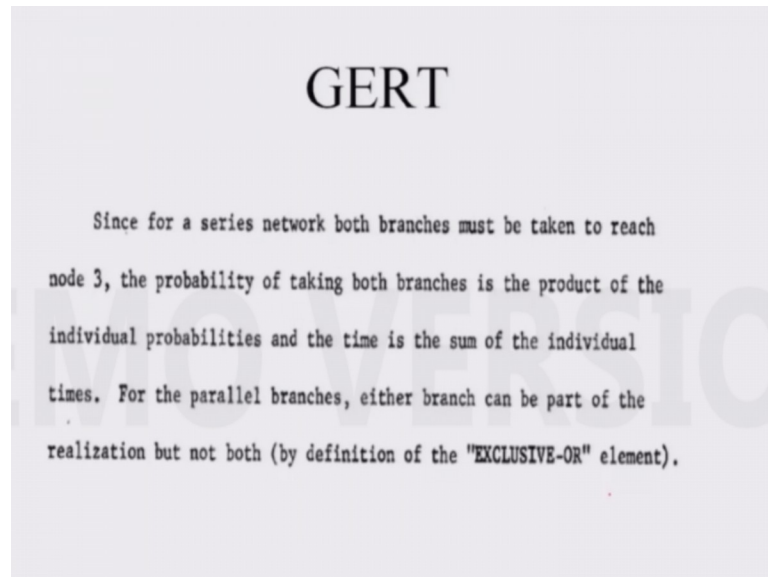 GERT
Since for a series network both branches must be taken to reach
node 3, the probability of taking both branches is the product of the
individual probabilities and the time is the sum of the individual
times. For the parallel branches, either branch can be part of the
realization but not both (by definition of the "EXCLUSIVE-OR" element).
EMO VERSIO